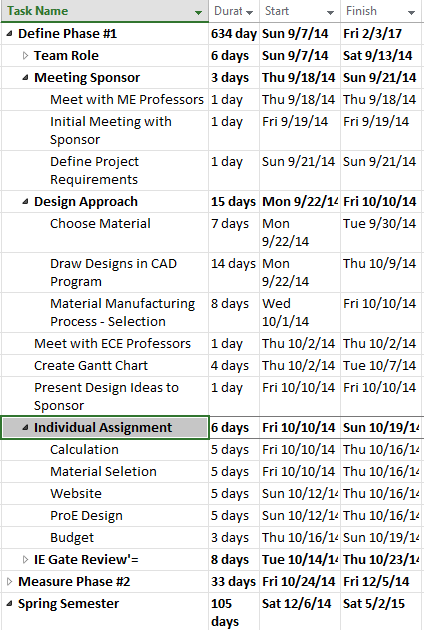 Task Name Durat Start Finish
Define Phase #1 634 day Sun 9/7/14 Fri 2/3/17
Team Role 6 days Sun 9/7/14 Sat 9/13/14
Meeting Sponsor 3 days Thu 9/18/14 Sun 9/21/14
Meet with ME Professors 1 day Thu 9/18/14 Thu 9/18/14
Initial Meeting with 1 day Fri 9/19/14 Fri 9/19/14
Sponsor
Define Project 1 day Sun 9/21/14 Sun 9/21/14
Requirements
Design Approach 15 days Mon 9/22/14 Fri 10/10/14
Choose Material 7 days Mon Tue 9/30/14
9/22/14
Draw Designs in CAD 14 days Mon Thu 10/9/14
Program 9/22/14
Material Manufacturing 8 days Wed Fri 10/10/14
Process - Selection 10/1/14
Meet with ECE Professors 1 day Thu 10/2/14 Thu 10/2/14
Create Gantt Chart 4 days Thu 10/2/14 Tue 10/7/14
Present Design Ideas to 1 day Fri 10/10/14 Fri 10/10/14
Sponsor
Individual Assignment 6 days Fri 10/10/14 Sun 10/19/14
Calculation 5 days Fri 10/10/14 Thu 10/16/14
Material Seletion 5 days Fri 10/10/14 Thu 10/16/14
Website 5 days Sun 10/12/14 Thu 10/16/14
ProE Design 5 days Sun 10/12/14 Thu 10/16/14
Budget 3 days Thu 10/16/14 Sun 10/19/14
IE Gate Review'= 8 days Tue 10/14/14 Thu 10/23/14
Measure Phase #2 33 days Fri 10/24/14 Fri 12/5/14
Spring Semester 105 Sat 12/6/14 Sat 5/2/15
days